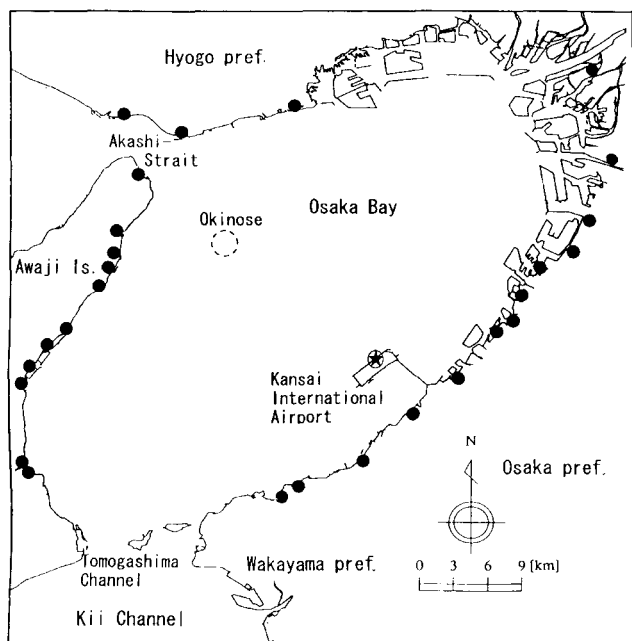 Hyogo pref.
Akashi
Strait
Okinose
Osaka Bay
Awaji Is.
Kansai
International
Airport
N
Osaka pref.
Tomogashima
Channel
Wakayama pref.
0 3 6 9 [km]
Kii Channel